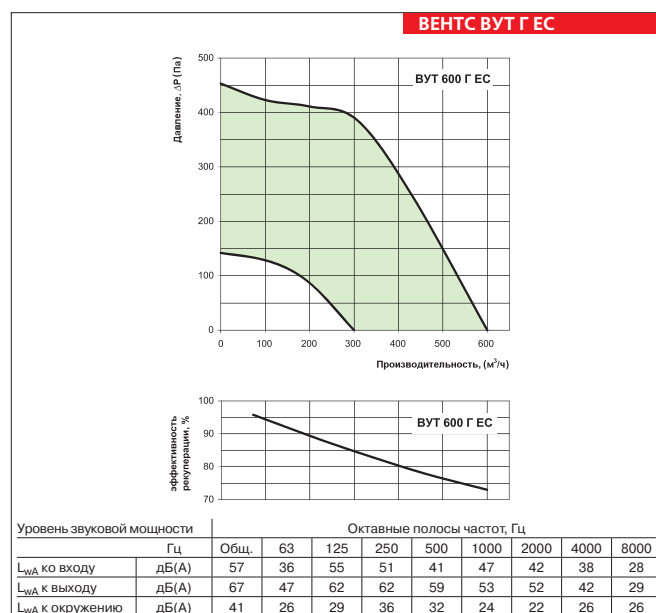 ВЕНТС ВУТ Г ЕС
Давление, ΔP (Па)
500
400
300
200
100
0
ВУТ 600 Г ЕС
0 100 200 300 400 500 600
Производительность, (м³/ч)
эффективность
рекуперации, %
100
90
80
70
ВУТ 600 Г ЕС
Уровень звуковой мощности Октавные полосы частот, Гц
Гц Общ. 63 125 250 500 1000 2000 4000 8000
LwA ко входу дБ(А) 57 36 55 51 41 47 42 38 28
LwA к выходу дБ(А) 67 47 62 62 59 53 52 42 29
LwA к окружению дБ(А) 41 26 29 36 32 24 22 26 26